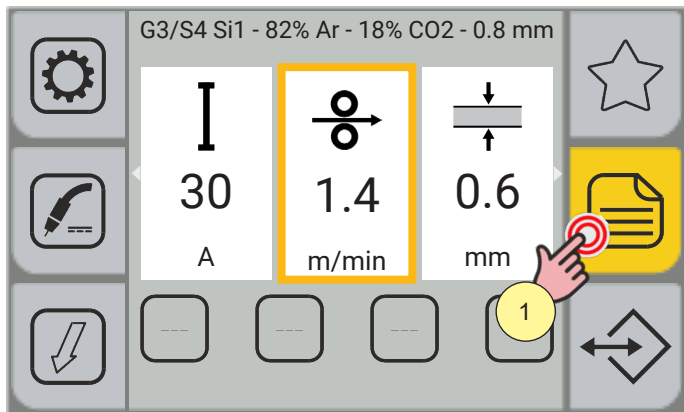 G3/S4 Si1 - 82% Ar - 18% CO2 - 0.8 mm
30 1.4 0.6
A m/min mm
--- --- ---
1